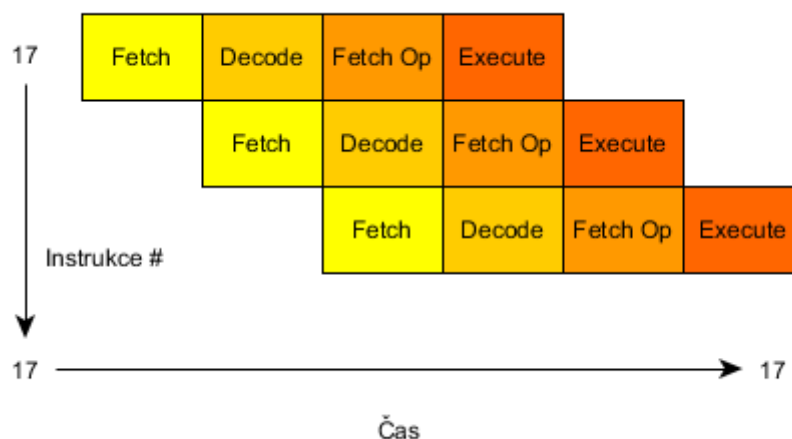 17 Fetch Decode Fetch Op Execute
Fetch Decode Fetch Op Execute
Fetch Decode Fetch Op Execute
Instrukce #
17 17
Čas